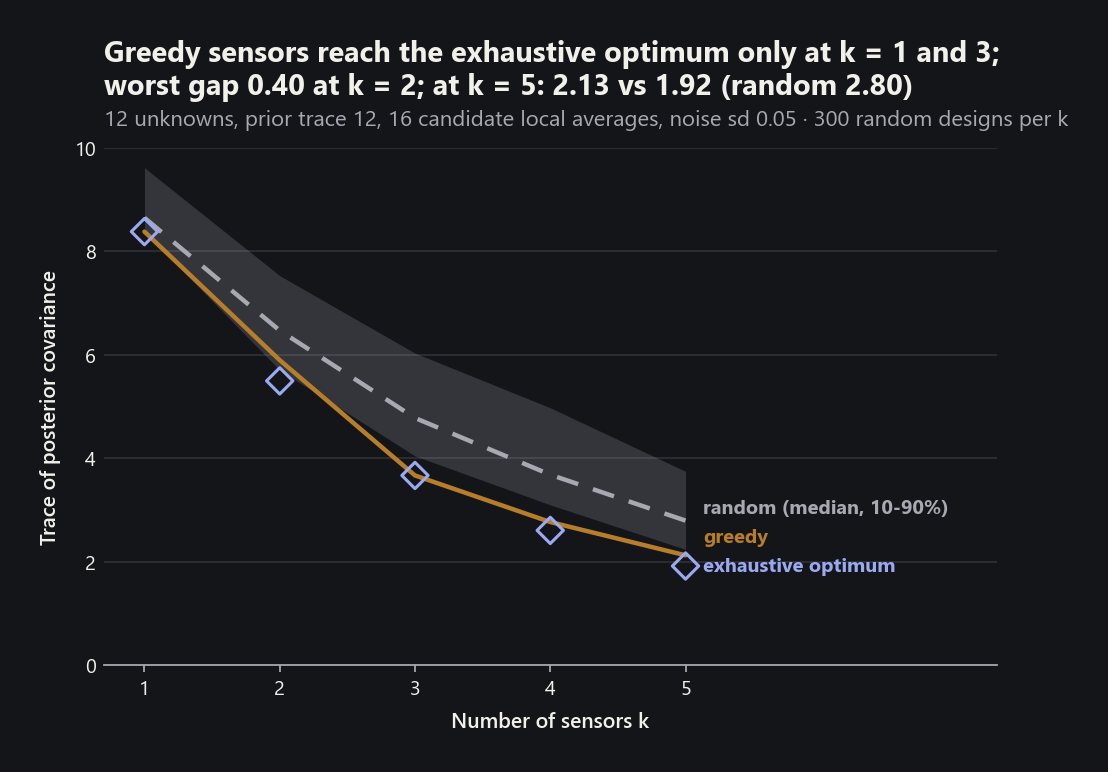 Greedy sensors reach the exhaustive optimum only at k = 1 and 3;
worst gap 0.40 at k = 2; at k = 5: 2.13 vs 1.92 (random 2.80)
12 unknowns, prior trace 12, 16 candidate local averages, noise sd 0.05 · 300 random designs per k
10
8
6
4
2
0
Trace of posterior covariance
random (median, 10-90%)
greedy
exhaustive optimum
1 2 3 4 5
Number of sensors k